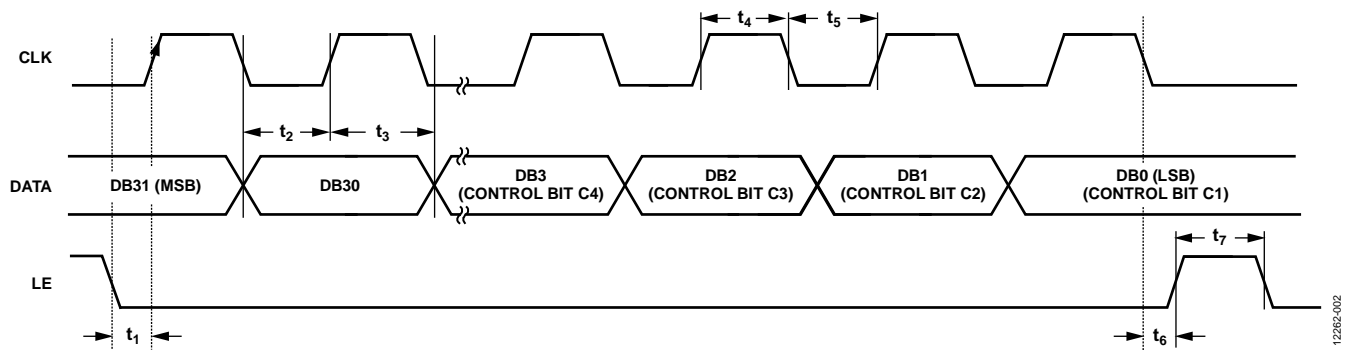 t4
t5
CLK
t2
t3
DATA
DB31 (MSB)
DB30
DB3
(CONTROL BIT C4)
DB2
(CONTROL BIT C3)
DB1
(CONTROL BIT C2)
DB0 (LSB)
(CONTROL BIT C1)
t7
LE
t1
t6
12262-002